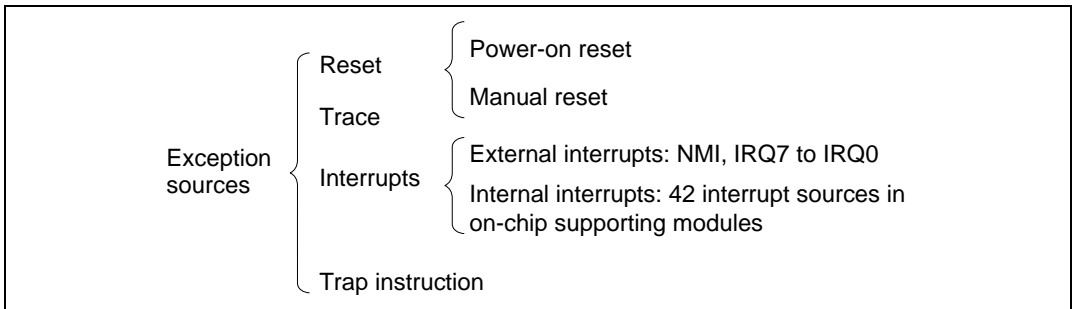 Exception
sources
Reset
Power-on reset
Manual reset
Trace
Interrupts
External interrupts: NMI, IRQ7 to IRQ0
Internal interrupts: 42 interrupt sources in
on-chip supporting modules
Trap instruction